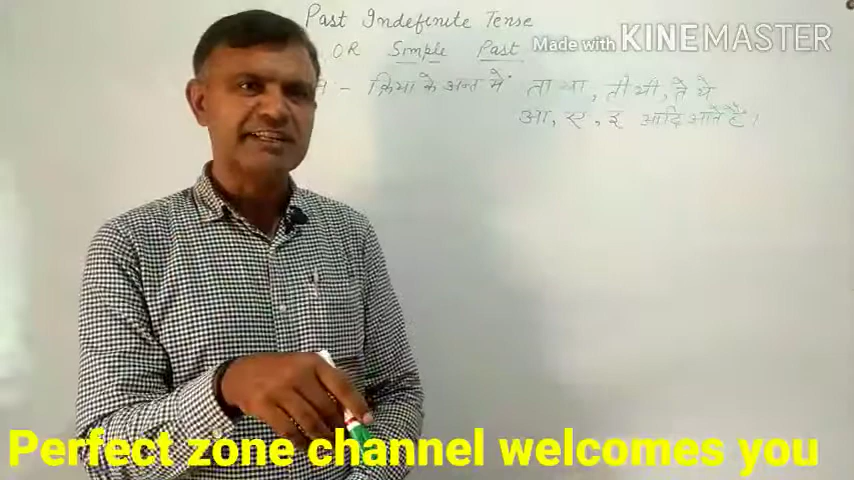 Past Indefinite Tense
OR Simple Past
Made with KINEMASTER
:- क्रिया के अन्त में ता था, ती थी, ते थे
आ, ए, इ आदि आते हैं।
Perfect zone channel welcomes you